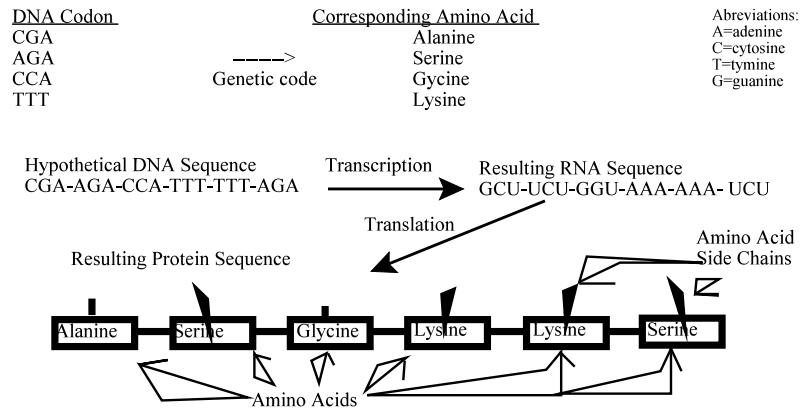 DNA Codon
Corresponding Amino Acid
CGA
Alanine
AGA
Serine
CCA
Gycine
TTT
Lysine
---->
Genetic code
Abreviations:
A=adenine
C=cytosine
T=tymine
G=guanine
Hypothetical DNA Sequence
CGA-AGA-CCA-TTT-TTT-AGA
Transcription
Resulting RNA Sequence
GCU-UCU-GGU-AAA-AAA- UCU
Translation
Resulting Protein Sequence
Amino Acid
Side Chains
Alanine
Serine
Glycine
Lysine
Lysine
Serine
Amino Acids